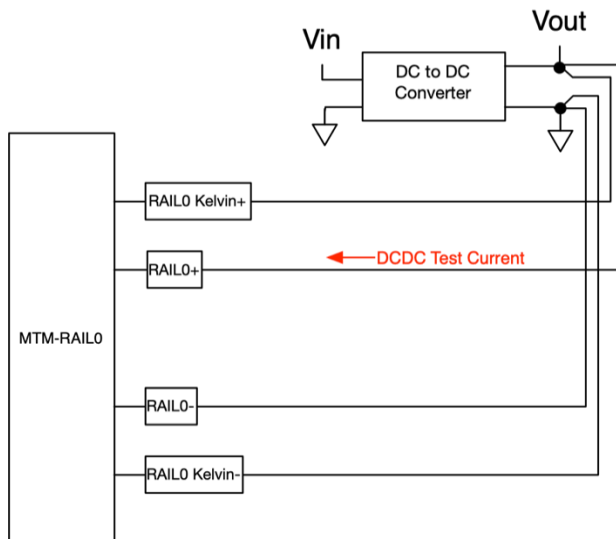 Vout
Vin
DC to DC
Converter
RAIL0 Kelvin+
DCDC Test Current
RAIL0+
MTM-RAIL0
RAIL0-
RAIL0 Kelvin-